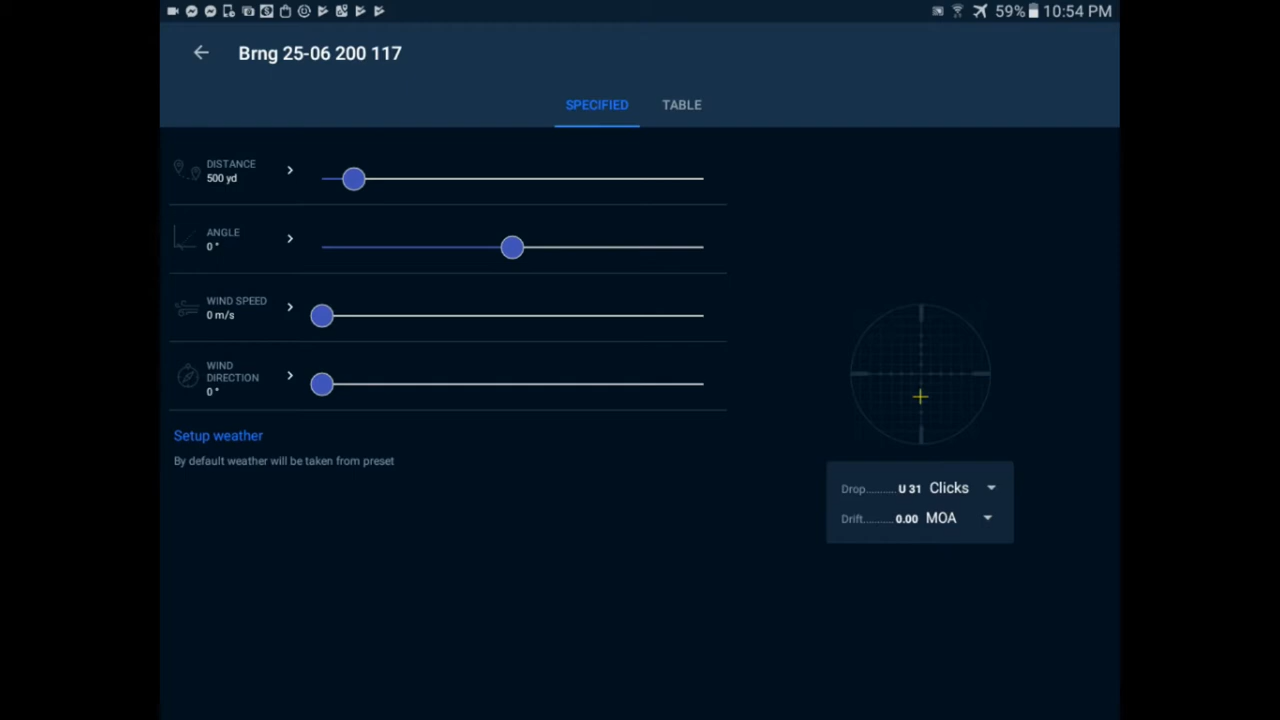 59% 10:54 PM
Brng 25-06 200 117
SPECIFIED TABLE
DISTANCE
500 yd
ANGLE
0 °
WIND SPEED
0 m/s
WIND
DIRECTION
0 °
Setup weather
By default weather will be taken from preset
Drop........... U 31 Clicks
Drift........... 0.00 MOA